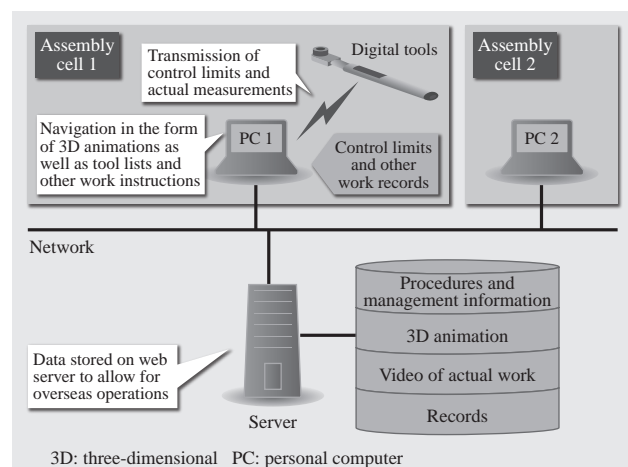 Assembly
cell 1
Transmission of
control limits and
actual measurements
Digital tools
Assembly
cell 2
Navigation in the form
of 3D animations as
well as tool lists and
other work instructions
PC 1
Control limits
and other
work records
PC 2
Network
Procedures and
management information
3D animation
Video of actual work
Records
Data stored on web
server to allow for
overseas operations
Server
3D: three-dimensional PC: personal computer